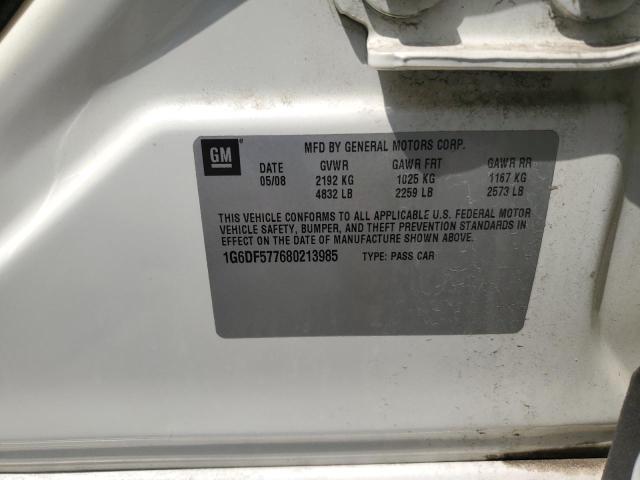 MFD BY GENERAL MOTORS CORP.
GM
DATE GVWR GAWR FRT GAWR RR
05/08 2192 KG 1025 KG 1167 KG
4832 LB 2259 LB 2573 LB
THIS VEHICLE CONFORMS TO ALL APPLICABLE U.S. FEDERAL MOTOR
VEHICLE SAFETY, BUMPER, AND THEFT PREVENTION STANDARDS IN
EFFECT ON THE DATE OF MANUFACTURE SHOWN ABOVE.
1G6DF577680213985 TYPE: PASS CAR